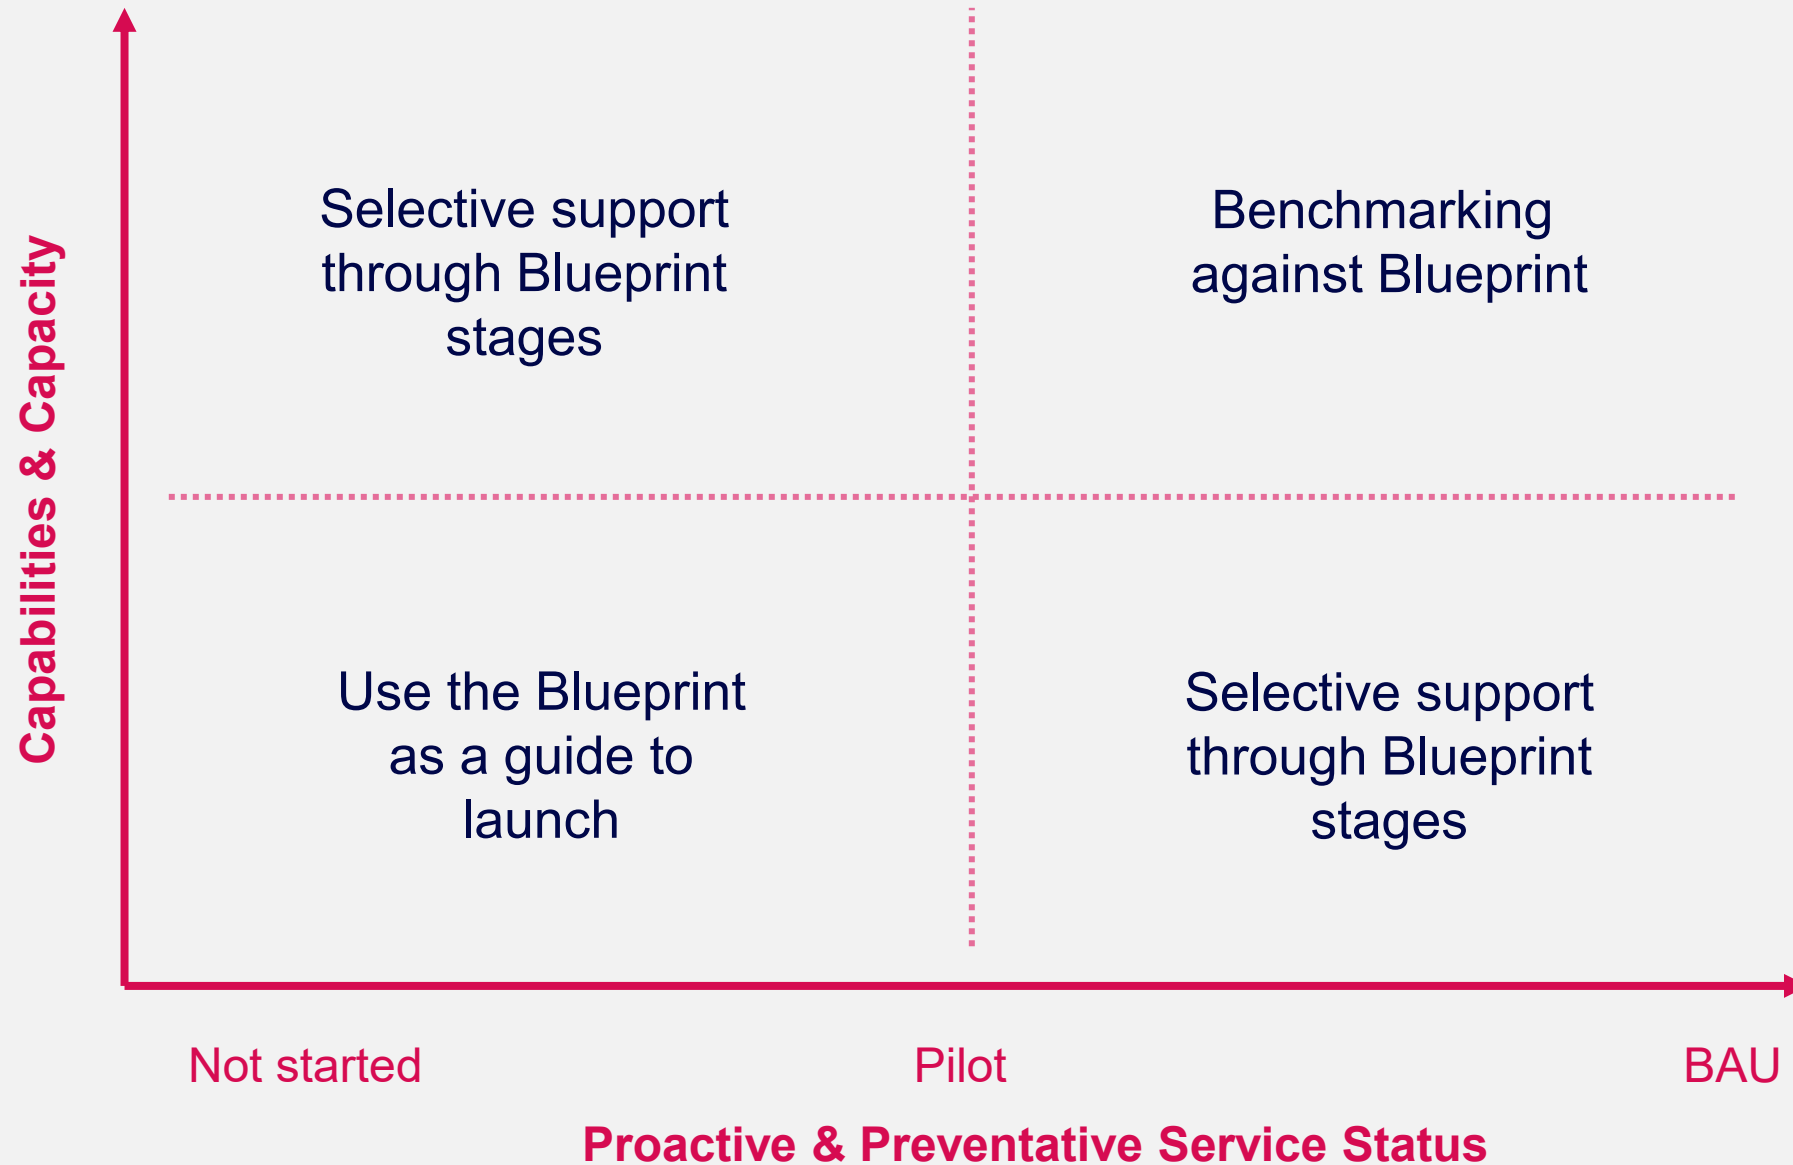 Capabilities & Capacity
Selective support
through Blueprint
stages
Benchmarking
against Blueprint
Use the Blueprint
as a guide to
launch
Selective support
through Blueprint
stages
Not started
Pilot
BAU
Proactive & Preventative Service Status